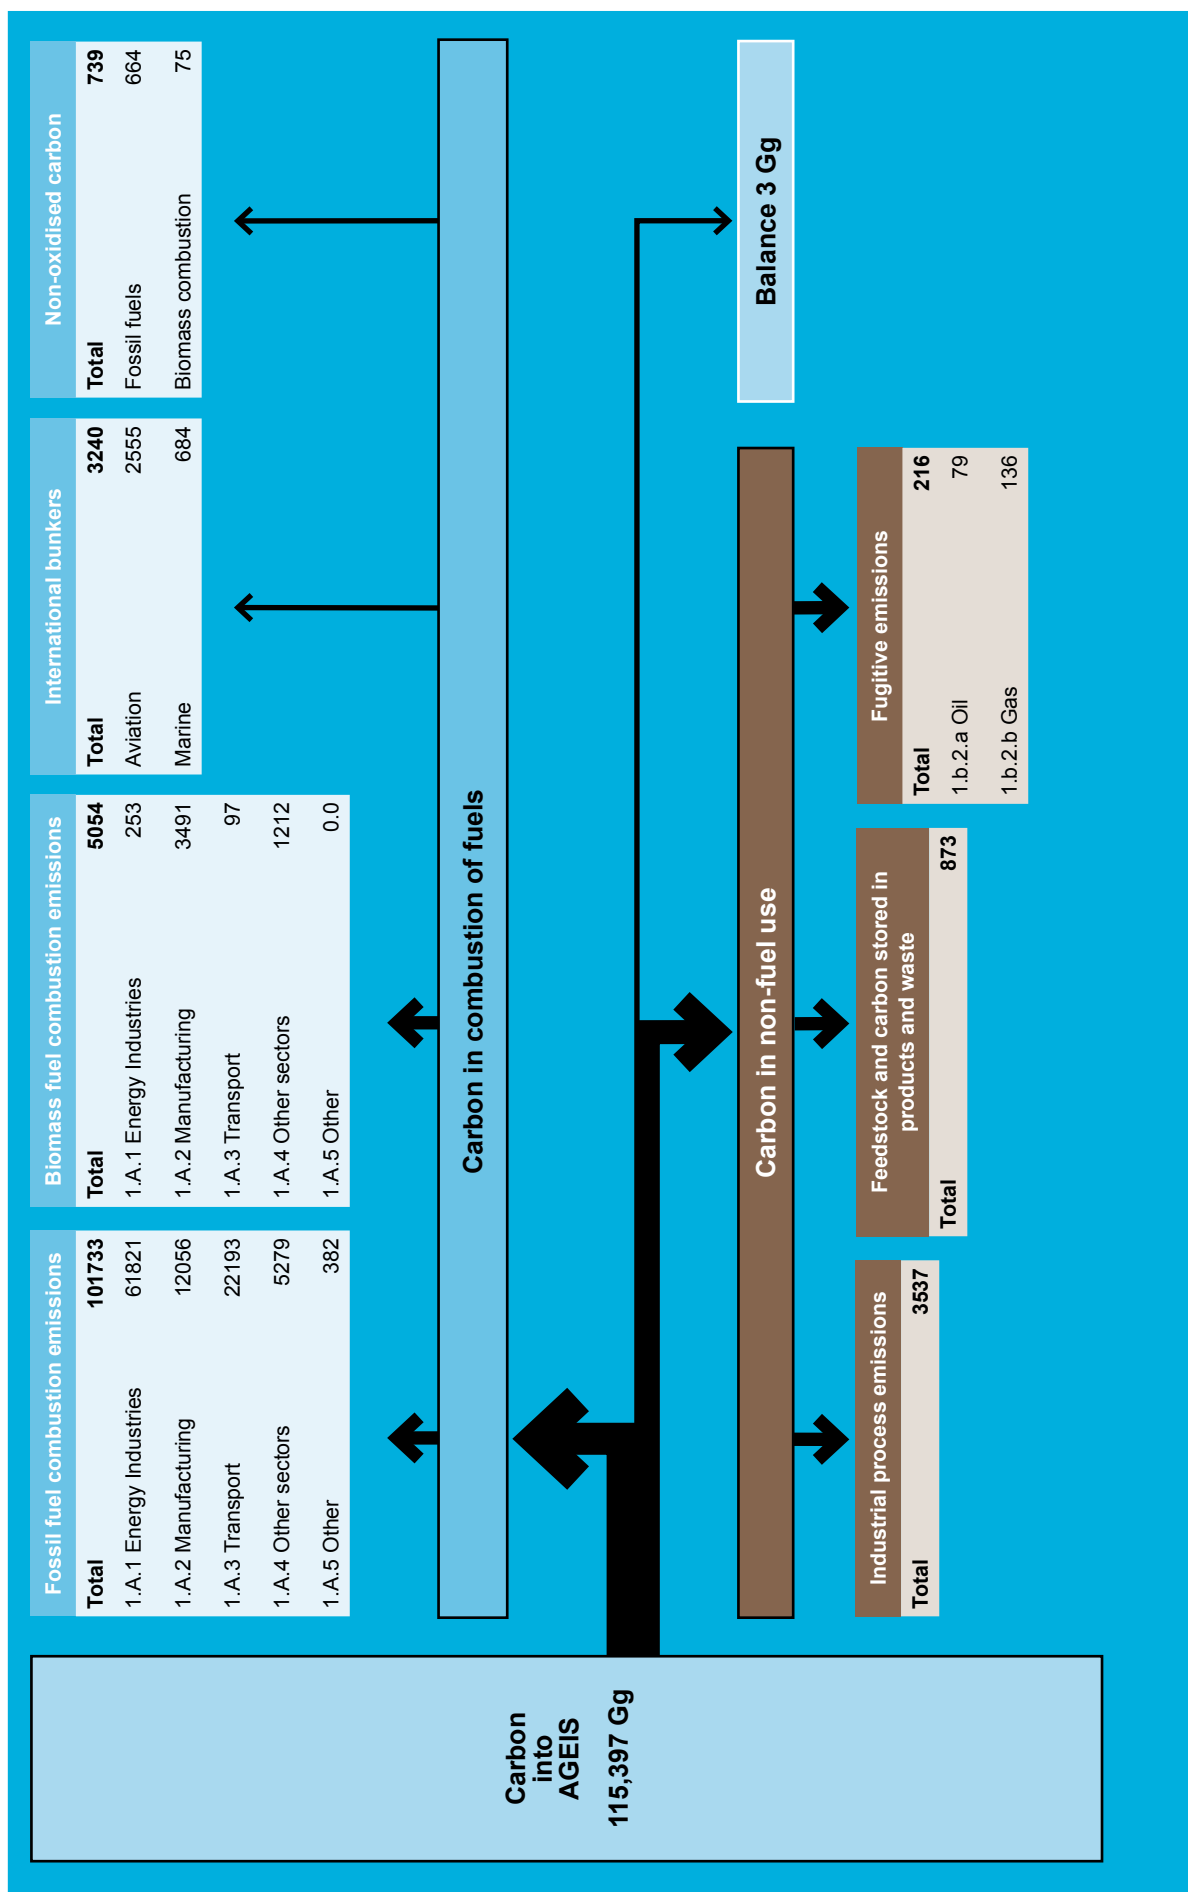 Carbon
into
AGEIS
115,397 Gg
Fossil fuel combustion emissions
Total 101733
1.A.1 Energy Industries 61821
1.A.2 Manufacturing 12056
1.A.3 Transport 22193
1.A.4 Other sectors 5279
1.A.5 Other 382
Biomass fuel combustion emissions
Total 5054
1.A.1 Energy Industries 253
1.A.2 Manufacturing 3491
1.A.3 Transport 97
1.A.4 Other sectors 1212
1.A.5 Other 0.0
International bunkers
Total 3240
Aviation 2555
Marine 684
Non-oxidised carbon
Total 739
Fossil fuels 664
Biomass combustion 75
Carbon in combustion of fuels
Carbon in non-fuel use
Balance 3 Gg
Industrial process emissions
Total 3537
Feedstock and carbon stored in
products and waste
Total 873
Fugitive emissions
Total 216
1.b.2.a Oil 79
1.b.2.b Gas 136